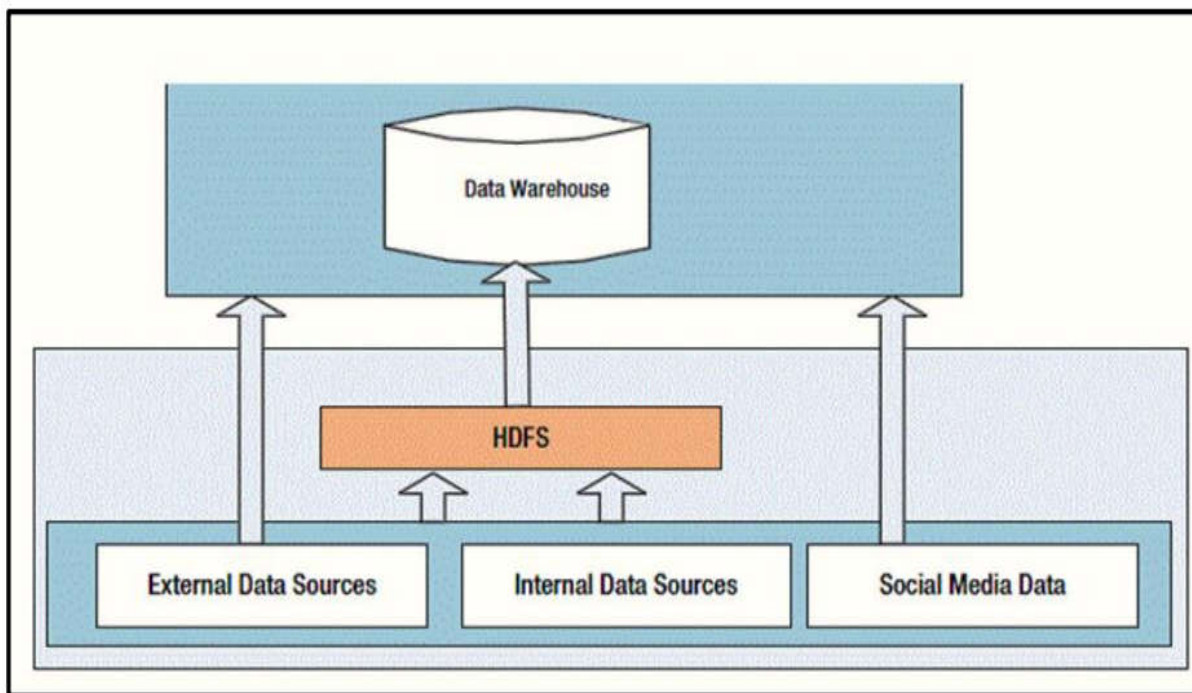 Data Warehouse
HDFS
External Data Sources
Internal Data Sources
Social Media Data